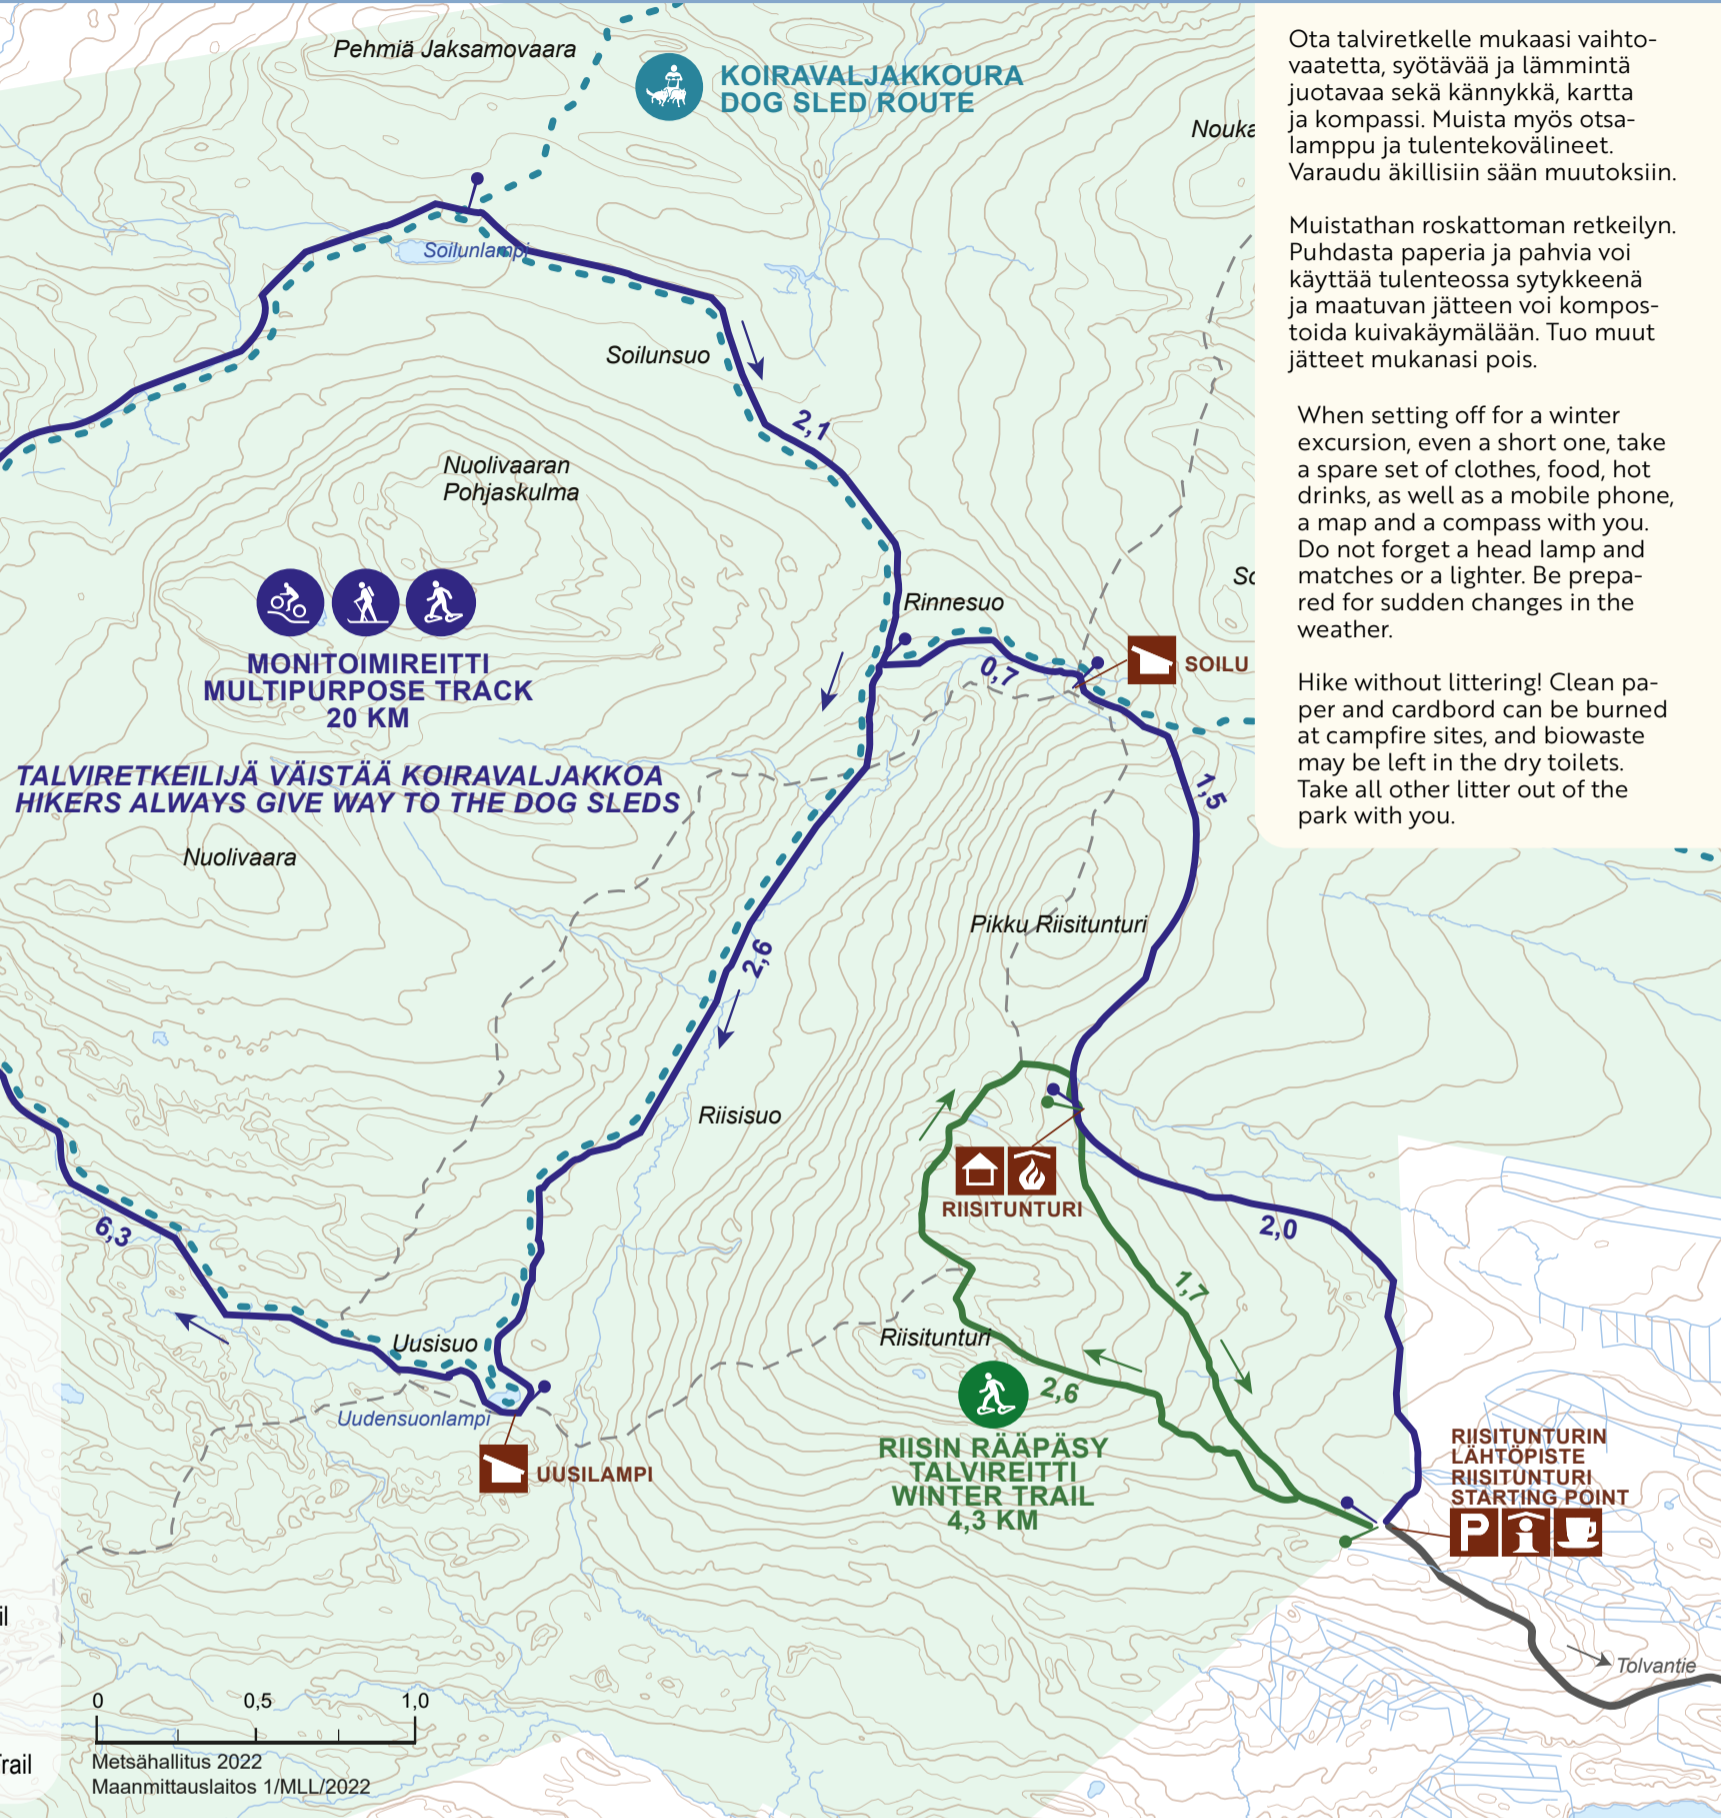 Pehmiä Jaksamovaara
KOIRAVALJAKKOURA
DOG SLED ROUTE
Nouka
Soilunlampi
Soilunsuo
2,1
Nuolivaaran
Pohjaskulma
Rinnesuo
0,7
SOILU
MONITOIMIREITTI
MULTIPURPOSE TRACK
20 KM
TALVIRETKEILIJÄ VÄISTÄÄ KOIRAVALJAKKOA
HIKERS ALWAYS GIVE WAY TO THE DOG SLEDS
1,5
Nuolivaara
Pikku Riisitunturi
2,6
Riisisuo
RIISITUNTURI
2,0
6,3
1,7
Uusisuo
Riisitunturi
2,6
Uudensuonlampi
UUSILAMPI
RIISIN RÄÄPÄSY
TALVIREITTI
WINTER TRAIL
4,3 KM
RIISITUNTURIN
LÄHTÖPISTE
RIISITUNTURI
STARTING POINT
P
Tolvantie
0 0,5 1,0
Metsähallitus 2022
Maanmittauslaitos 1/MLL/2022
Ota talviretkelle mukaasi vaihto-
vaatetta, syötävää ja lämmintä
juotavaa sekä kännykkä, kartta
ja kompassi. Muista myös otsa-
lamppu ja tulentekovälineet.
Varaudu äkillisiin sään muutoksiin.
Muistathan roskattoman retkeilyn.
Puhdasta paperia ja pahvia voi
käyttää tulenteossa sytykkeenä
ja maatuvan jätteen voi kompos-
toida kuivakäymälään. Tuo muut
jätteet mukanasi pois.
When setting off for a winter
excursion, even a short one, take
a spare set of clothes, food, hot
drinks, as well as a mobile phone,
a map and a compass with you.
Do not forget a head lamp and
matches or a lighter. Be prepa-
red for sudden changes in the
weather.
Hike without littering! Clean pa-
per and cardbord can be burned
at campfire sites, and biowaste
may be left in the dry toilets.
Take all other litter out of the
park with you.